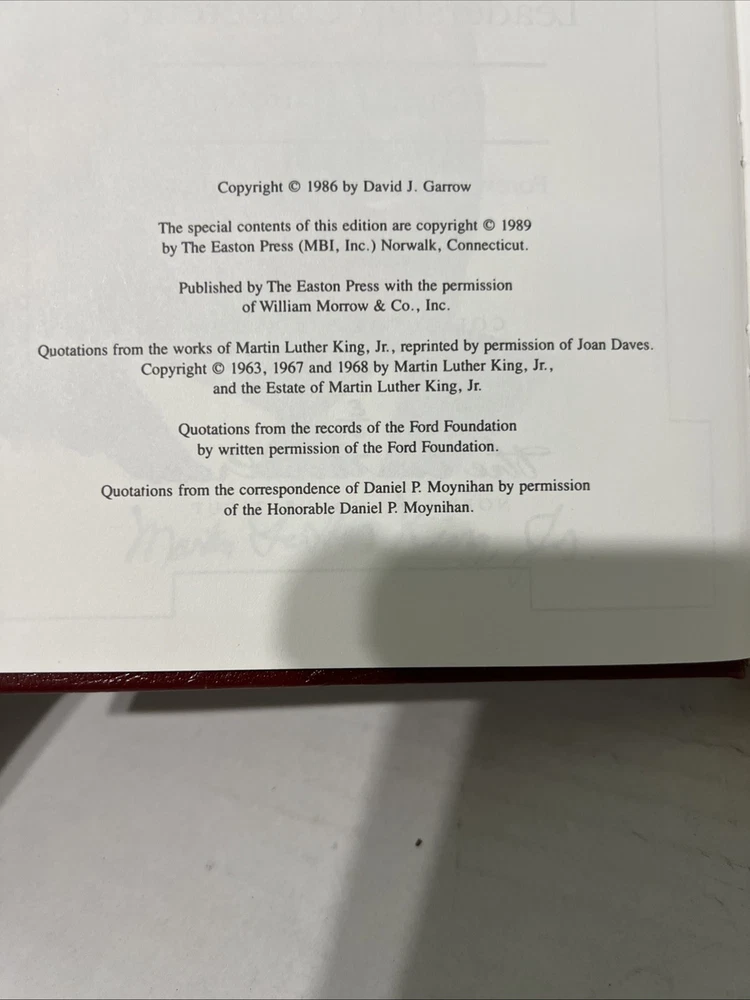 Copyright © 1986 by David J. Garrow
The special contents of this edition are copyright © 1989
by The Easton Press (MBI, Inc.) Norwalk, Connecticut.
Published by The Easton Press with the permission
of William Morrow & Co., Inc.
Quotations from the works of Martin Luther King, Jr., reprinted by permission of Joan Daves.
Copyright © 1963, 1967 and 1968 by Martin Luther King, Jr.,
and the Estate of Martin Luther King, Jr.
Quotations from the records of the Ford Foundation
by written permission of the Ford Foundation.
Quotations from the correspondence of Daniel P. Moynihan by permission
of the Honorable Daniel P. Moynihan.